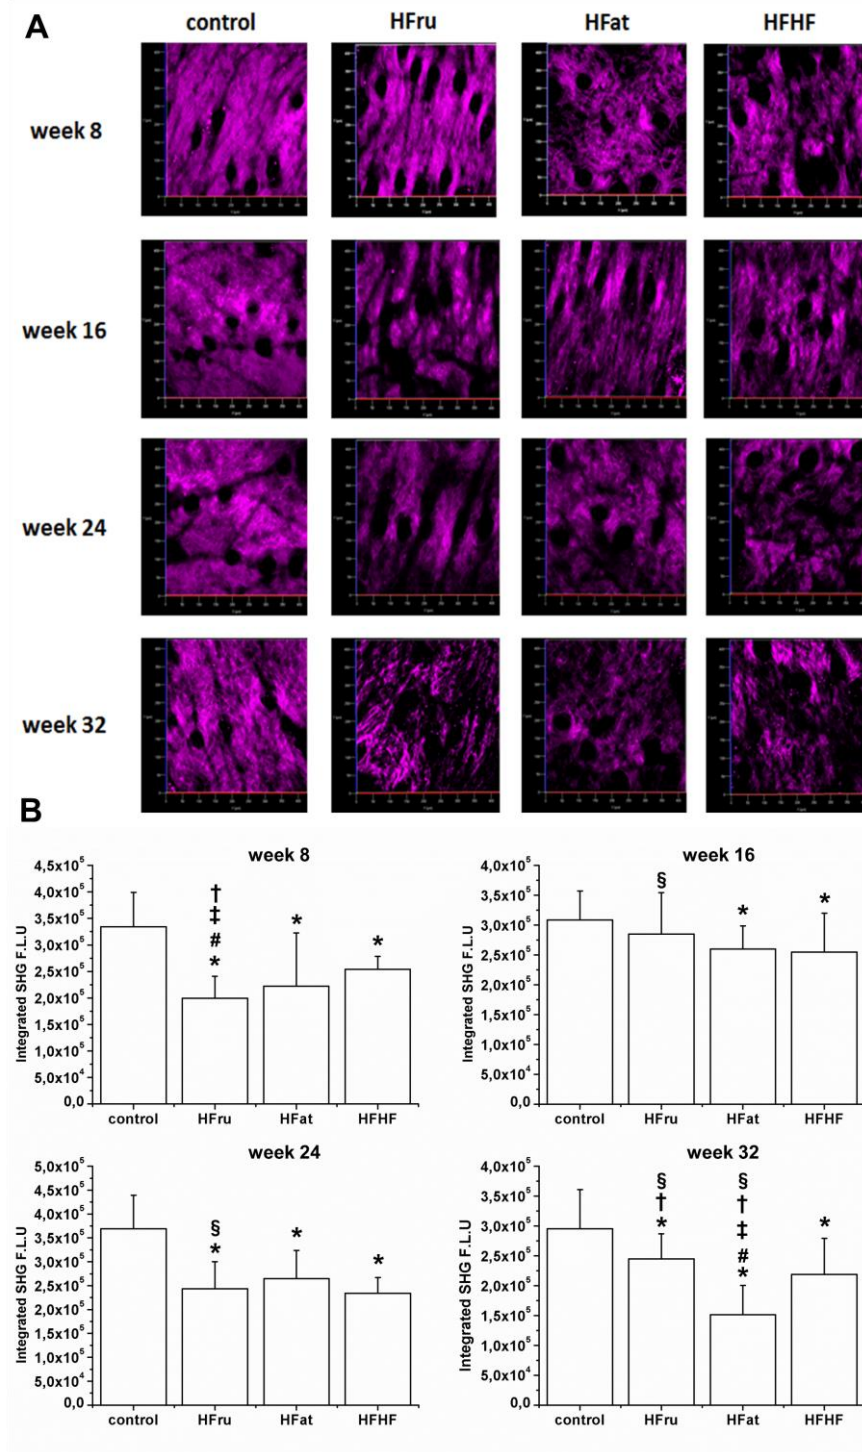 A
control HFru HFat HFHF
week 8
week 16
week 24
week 32
B
week 8
Integrated SHG F.L.U
4,5x10⁵
4,0x10⁵
3,5x10⁵
3,0x10⁵
2,5x10⁵
2,0x10⁵
1,5x10⁵
1,0x10⁵
5,0x10⁴
0,0
†
‡
#
*
*
*
control HFru HFat HFHF
week 16
Integrated SHG F.L.U
4,0x10⁵
3,5x10⁵
3,0x10⁵
2,5x10⁵
2,0x10⁵
1,5x10⁵
1,0x10⁵
5,0x10⁴
0,0
§
*
*
control HFru HFat HFHF
week 24
Integrated SHG F.L.U
5,0x10⁵
4,5x10⁵
4,0x10⁵
3,5x10⁵
3,0x10⁵
2,5x10⁵
2,0x10⁵
1,5x10⁵
1,0x10⁵
5,0x10⁴
0,0
§
*
*
*
control HFru HFat HFHF
week 32
Integrated SHG F.L.U
4,0x10⁵
3,5x10⁵
3,0x10⁵
2,5x10⁵
2,0x10⁵
1,5x10⁵
1,0x10⁵
5,0x10⁴
0,0
§
†
*
§
†
‡
#
*
*
control HFru HFat HFHF